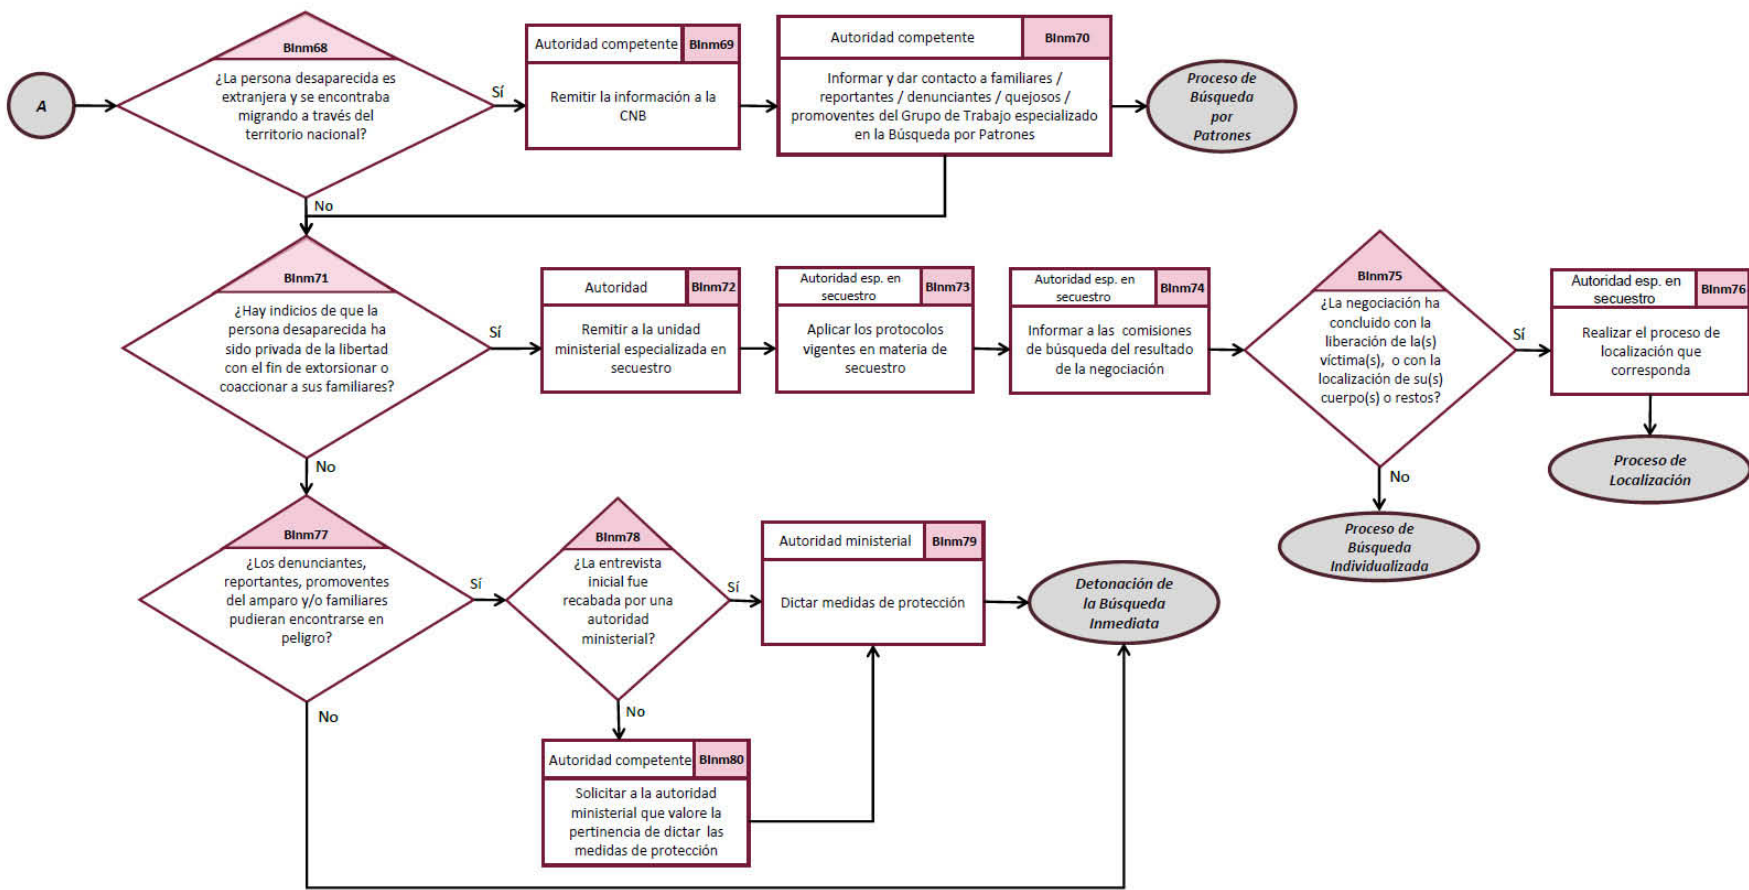 A
BInm68
¿La persona desaparecida es
extranjera y se encontraba
migrando a través del
territorio nacional?
Sí
No
Autoridad competente
BInm69
Remitir la información a la
CNB
Autoridad competente
BInm70
Informar y dar contacto a familiares /
reportantes / denunciantes / quejosos /
promoventes del Grupo de Trabajo especializado
en la Búsqueda por Patrones
Proceso de
Búsqueda
por
Patrones
BInm71
¿Hay indicios de que la
persona desaparecida ha
sido privada de la libertad
con el fin de extorsionar o
coaccionar a sus familiares?
Sí
No
Autoridad
BInm72
Remitir a la unidad
ministerial especializada en
secuestro
Autoridad esp. en
secuestro
BInm73
Aplicar los protocolos
vigentes en materia de
secuestro
Autoridad esp. en
secuestro
BInm74
Informar a las comisiones
de búsqueda del resultado
de la negociación
BInm75
¿La negociación ha
concluido con la
liberación de la(s)
víctima(s), o con la
localización de su(s)
cuerpo(s) o restos?
Sí
No
Autoridad esp. en
secuestro
BInm76
Realizar el proceso de
localización que
corresponda
Proceso de
Localización
Proceso de
Búsqueda
Individualizada
BInm77
¿Los denunciantes,
reportantes, promoventes
del amparo y/o familiares
pudieran encontrarse en
peligro?
Sí
No
BInm78
¿La entrevista
inicial fue
recabada por una
autoridad
ministerial?
Sí
No
Autoridad ministerial
BInm79
Dictar medidas de protección
Detonación de
la Búsqueda
Inmediata
Autoridad competente
BInm80
Solicitar a la autoridad
ministerial que valore la
pertinencia de dictar las
medidas de protección